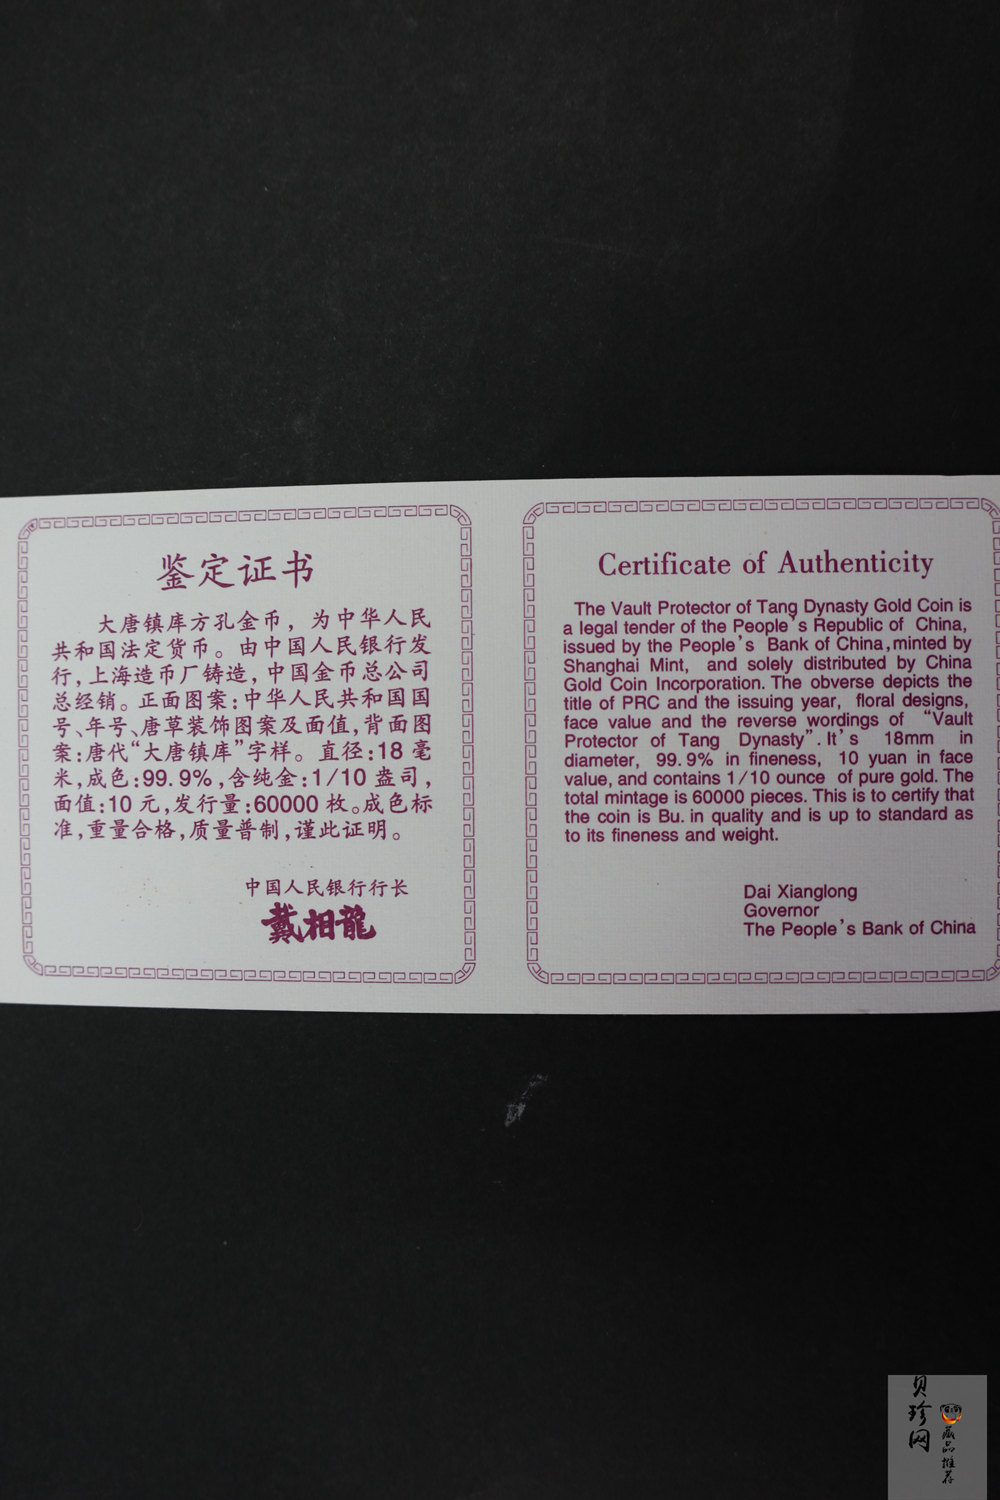 鉴定证书
大唐镇库方孔金币，为中华人民
共和国法定货币。由中国人民银行发
行，上海造币厂铸造，中国金币总公司
总经销。正面图案：中华人民共和国国
号、年号、唐草装饰图案及面值，背面图
案：唐代“大唐镇库”字样。直径：18毫
米，成色：99.9%，含纯金：1/10盎司，
面值：10元，发行量：60000枚。成色标
准，重量合格，质量普制，谨此证明。
中国人民银行行长
戴相龍
Certificate of Authenticity
The Vault Protector of Tang Dynasty Gold Coin is
a legal tender of the People's Republic of China,
issued by the People's Bank of China, minted by
Shanghai Mint, and solely distributed by China
Gold Coin Incorporation. The obverse depicts the
title of PRC and the issuing year, floral designs,
face value and the reverse wordings of “Vault
Protector of Tang Dynasty”. It's 18mm in
diameter, 99.9% in fineness, 10 yuan in face
value, and contains 1/10 ounce of pure gold. The
total mintage is 60000 pieces. This is to certify that
the coin is Bu. in quality and is up to standard as
to its fineness and weight.
Dai Xianglong
Governor
The People's Bank of China
贝珍网
藏品推荐